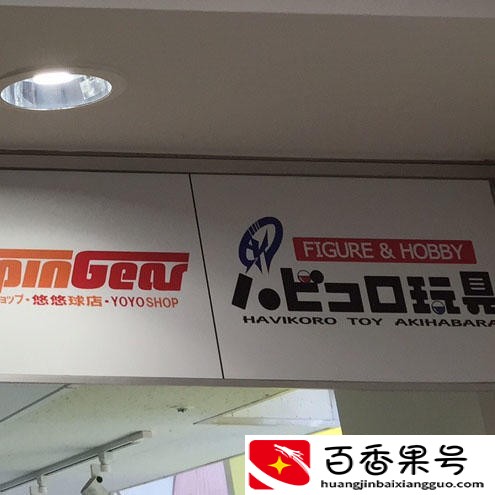 pinGear
ョップ・悠悠球店・YOYO SHOP
FIGURE & HOBBY
ハビコロ玩具
HAVIKORO TOY AKIHABARA
百香果号
huangjinbaixiangguo.com